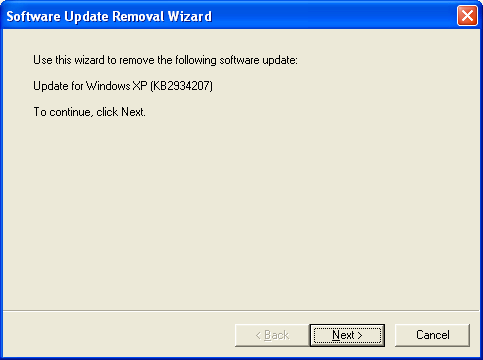 Software Update Removal Wizard
Use this wizard to remove the following software update:
Update for Windows XP (KB2934207)
To continue, click Next.
< Back
Next >
Cancel